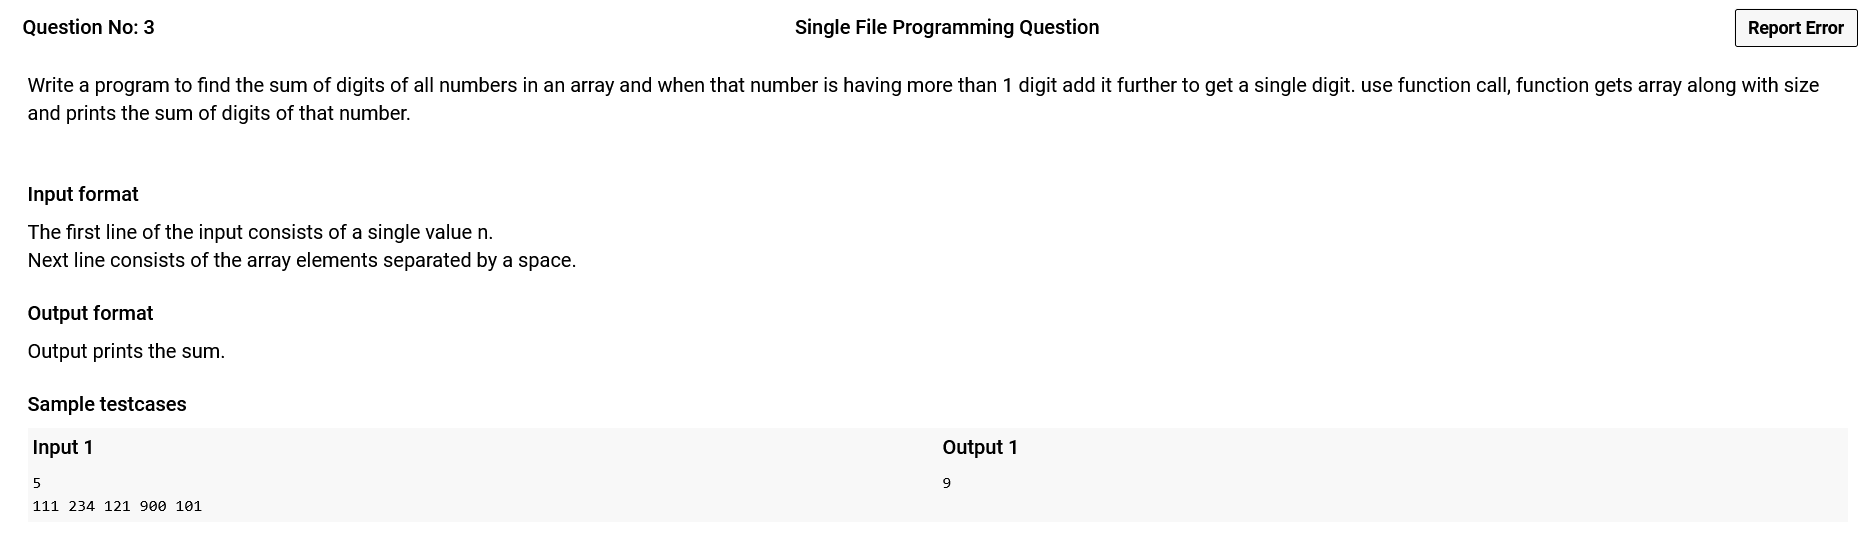 Question No: 3
Single File Programming Question
Report Error
Write a program to find the sum of digits of all numbers in an array and when that number is having more than 1 digit add it further to get a single digit. use function call, function gets array along with size
and prints the sum of digits of that number.
Input format
The first line of the input consists of a single value n.
Next line consists of the array elements separated by a space.
Output format
Output prints the sum.
Sample testcases
Input 1
Output 1
5
9
111 234 121 900 101